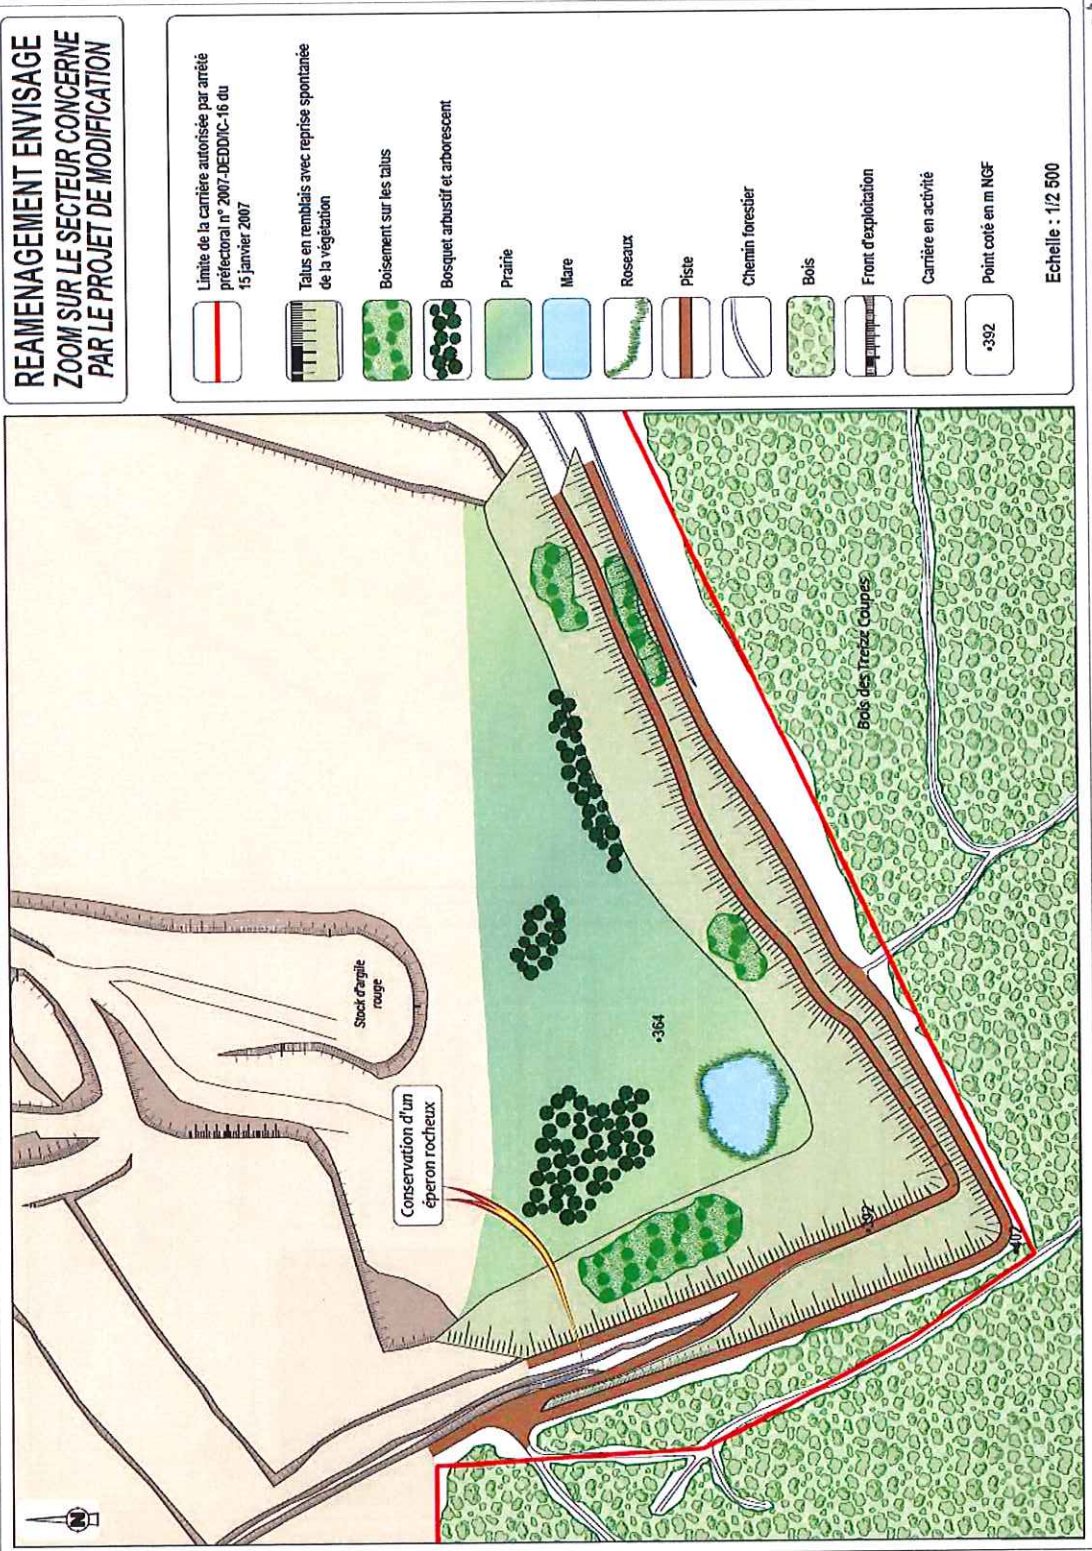 REAMENAGEMENT ENVISAGE
ZOOM SUR LE SECTEUR CONCERNE
PAR LE PROJET DE MODIFICATION
Limite de la carrière autorisée par arrêté
préfectoral n° 2007-DEDD/IC-16 du
15 janvier 2007
Talus en remblais avec reprise spontanée
de la végétation
Boisement sur les talus
Bosquet arbustif et arborescent
Prairie
Mare
Roseaux
Piste
Chemin forestier
Bois
Front d'exploitation
Carrière en activité
•392
Point coté en m NGF
Echelle : 1/2 500
N
Stock d'argile
rouge
Conservation d'un
éperon rocheux
•364
•392
•402
Bois des Treize Coupes